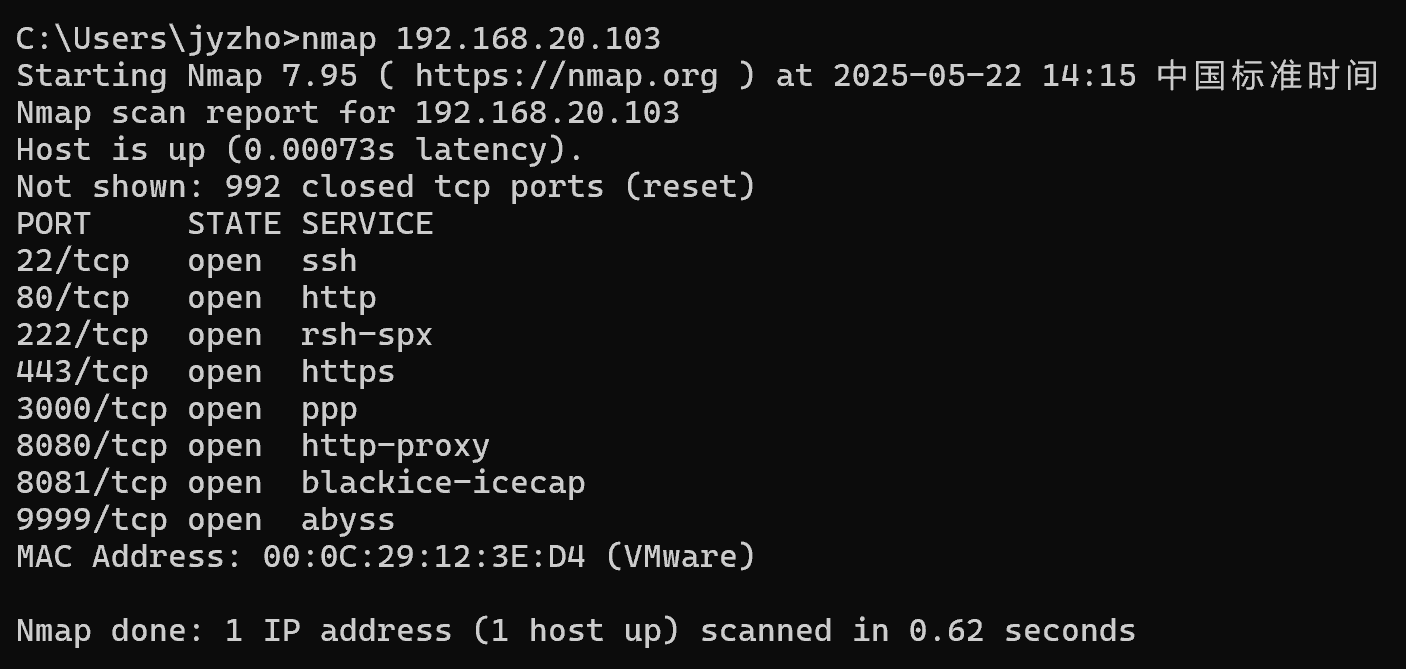 C:\Users\jyzho>nmap 192.168.20.103
Starting Nmap 7.95 ( https://nmap.org ) at 2025-05-22 14:15 中国标准时间
Nmap scan report for 192.168.20.103
Host is up (0.00073s latency).
Not shown: 992 closed tcp ports (reset)
PORT     STATE SERVICE
22/tcp   open  ssh
80/tcp   open  http
222/tcp  open  rsh-spx
443/tcp  open  https
3000/tcp open  ppp
8080/tcp open  http-proxy
8081/tcp open  blackice-icecap
9999/tcp open  abyss
MAC Address: 00:0C:29:12:3E:D4 (VMware)
Nmap done: 1 IP address (1 host up) scanned in 0.62 seconds